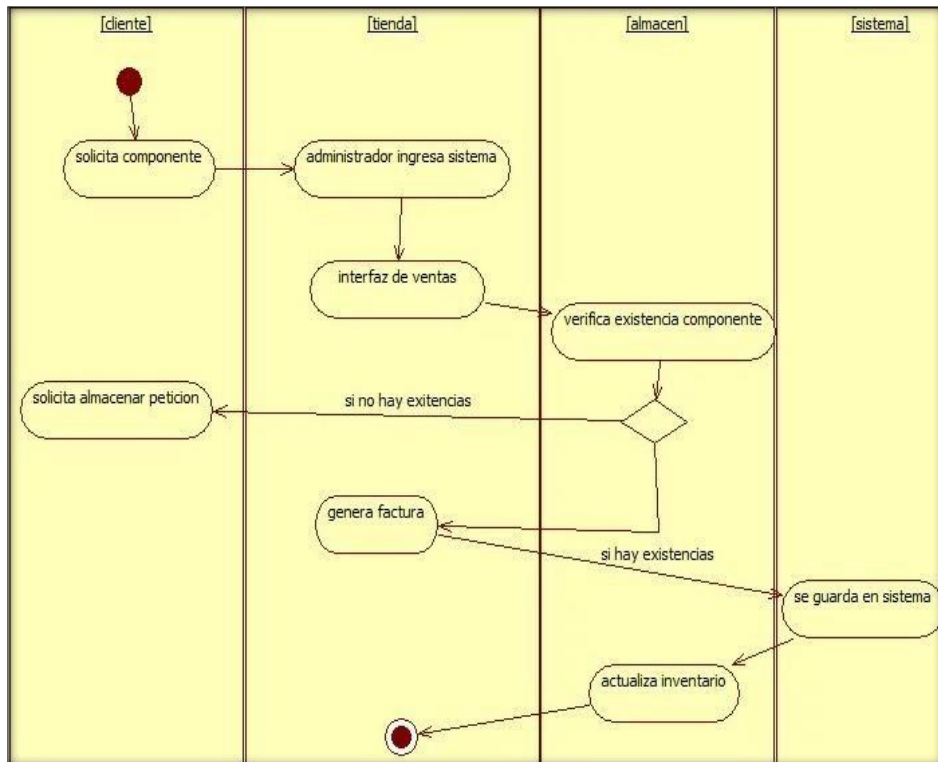 [cliente]
[tienda]
[almacen]
[sistema]
solicita componente
administrador ingresa sistema
interfaz de ventas
verifica existencia componente
solicita almacenar peticion
si no hay exitencias
genera factura
si hay existencias
se guarda en sistema
actualiza inventario